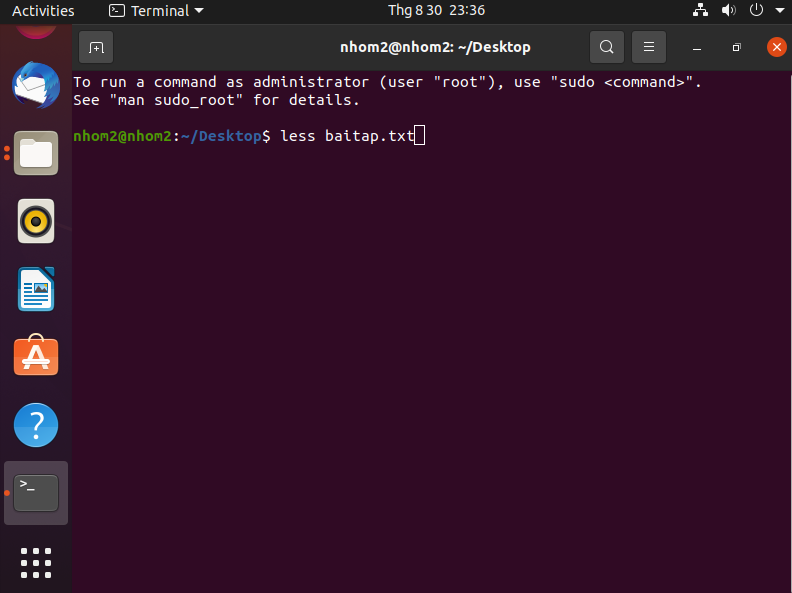 Activities Terminal Thg 8 30 23:36
nhom2@nhom2: ~/Desktop
To run a command as administrator (user "root"), use "sudo <command>".
See "man sudo_root" for details.
nhom2@nhom2:~/Desktop$ less baitap.txt